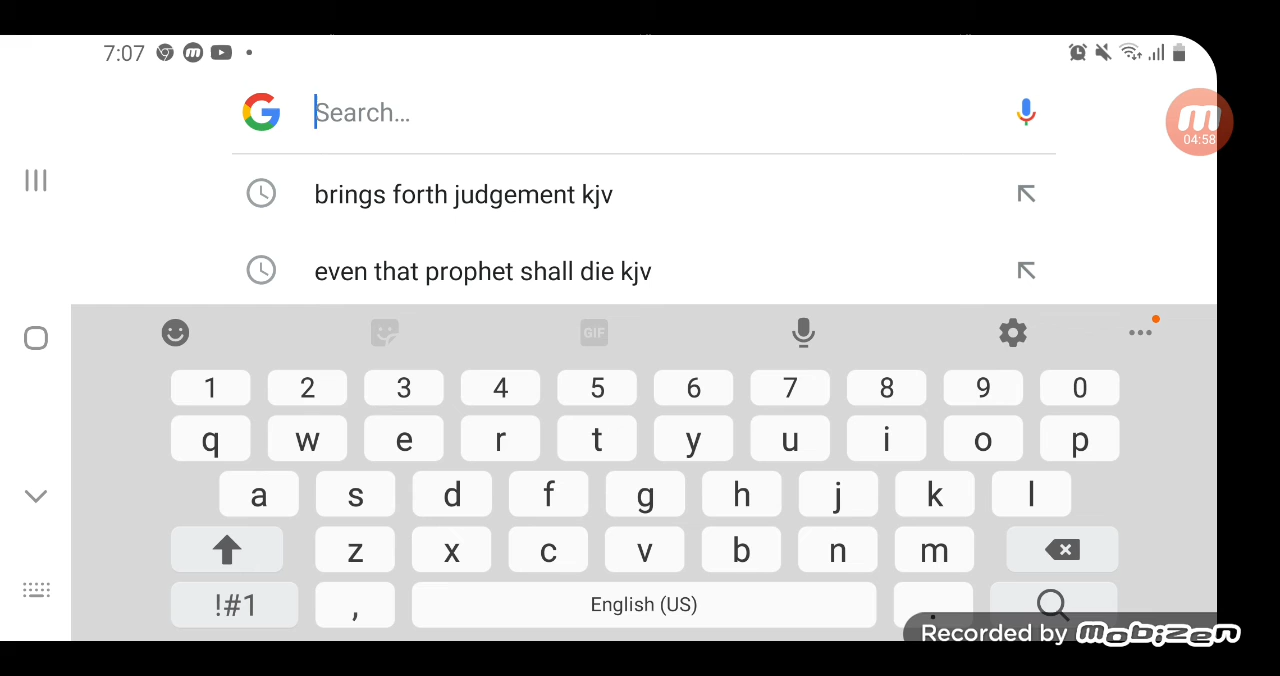 7:07
Search...
04:58
brings forth judgement kjv
even that prophet shall die kjv
GIF
1 2 3 4 5 6 7 8 9 0
q w e r t y u i o p
a s d f g h j k l
z x c v b n m
!#1 , English (US) .
Recorded by mobizen